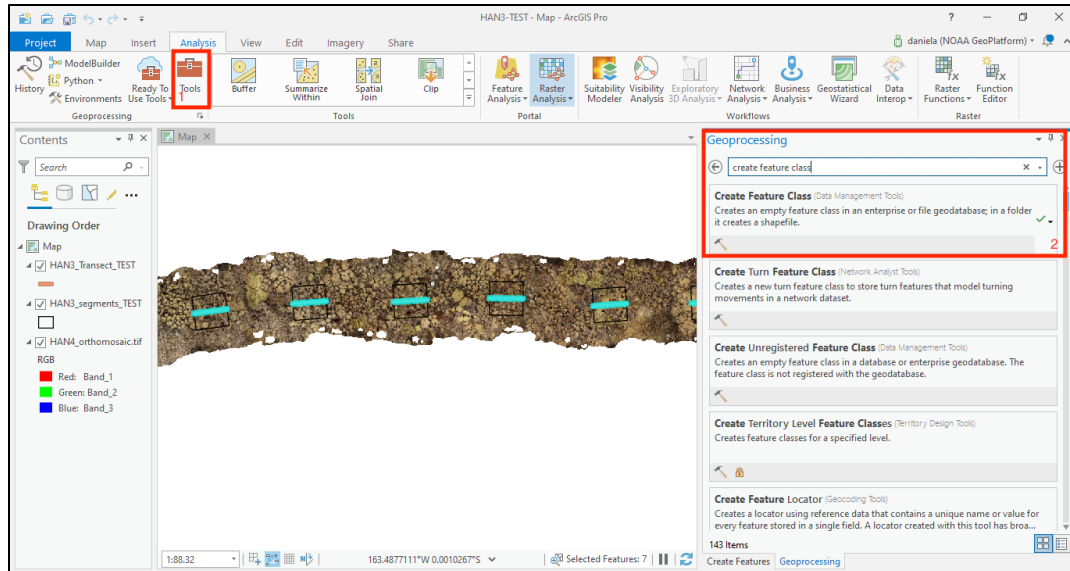 HAN3-TEST - Map - ArcGIS Pro
?
Project Map Insert Analysis View Edit Imagery Share
daniela (NOAA GeoPlatform)
History
ModelBuilder
Python
Environments
Ready To Use Tools
Tools
1
Buffer
Summarize Within
Spatial Join
Clip
Feature Analysis
Raster Analysis
Suitability Modeler
Visibility Analysis
Exploratory 3D Analysis
Network Analysis
Business Analysis
Geostatistical Wizard
Data Interop
Raster Functions
Function Editor
Geoprocessing Tools Portal Workflows Raster
Contents
Search
Drawing Order
Map
HAN3_Transect_TEST
HAN3_segments_TEST
HAN4_orthomosaic.tif
RGB
Red: Band_1
Green: Band_2
Blue: Band_3
Map
1:88.32
163.4877111°W 0.0010267°S
Selected Features: 7
Geoprocessing
create feature class
Create Feature Class (Data Management Tools)
Creates an empty feature class in an enterprise or file geodatabase; in a folder
it creates a shapefile.
2
Create Turn Feature Class (Network Analyst Tools)
Creates a new turn feature class to store turn features that model turning
movements in a network dataset.
Create Unregistered Feature Class (Data Management Tools)
Creates an empty feature class in a database or enterprise geodatabase. The
feature class is not registered with the geodatabase.
Create Territory Level Feature Classes (Territory Design Tools)
Creates feature classes for a specified level.
Create Feature Locator (Geocoding Tools)
Creates a locator using reference data that contains a unique name or value for
every feature stored in a single field. A locator created with this tool has broa...
143 Items
Create Features Geoprocessing